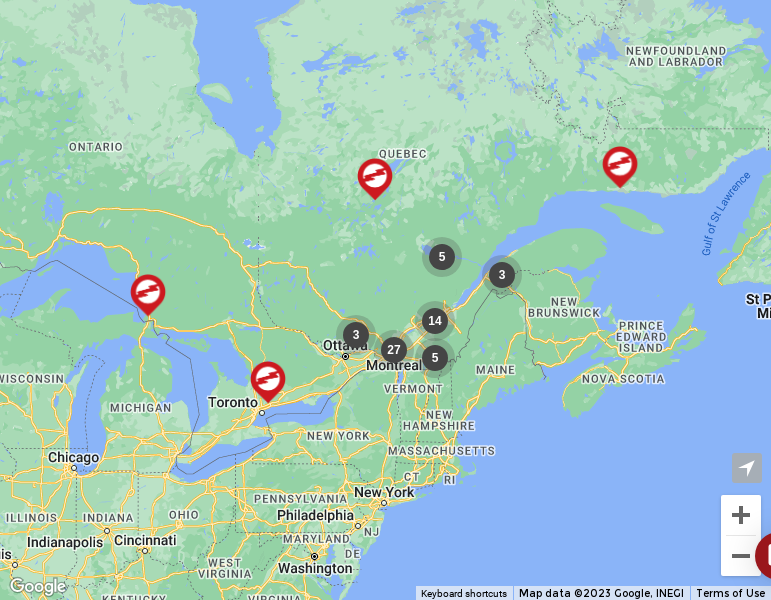 NEWFOUNDLAND
AND LABRADOR
ONTARIO
QUEBEC
Gulf of St Lawrence
5
3
St P
Mi
NEW
BRUNSWICK
14
3
PRINCE
EDWARD
ISLAND
Ottawa
27
5
Montreal
MAINE
WISCONSIN
VERMONT
NOVA SCOTIA
MICHIGAN
Toronto
NEW
HAMPSHIRE
NEW YORK
MASSACHUSETTS
Chicago
CT
RI
New York
PENNSYLVANIA
ILLINOIS
INDIANA
OHIO
Philadelphia
NJ
Indianapolis
Cincinnati
MARYLAND
is
DE
WEST
VIRGINIA
Washington
Google
KENTUCKY
VIRGINIA
Keyboard shortcuts
Map data ©2023 Google, INEGI
Terms of Use